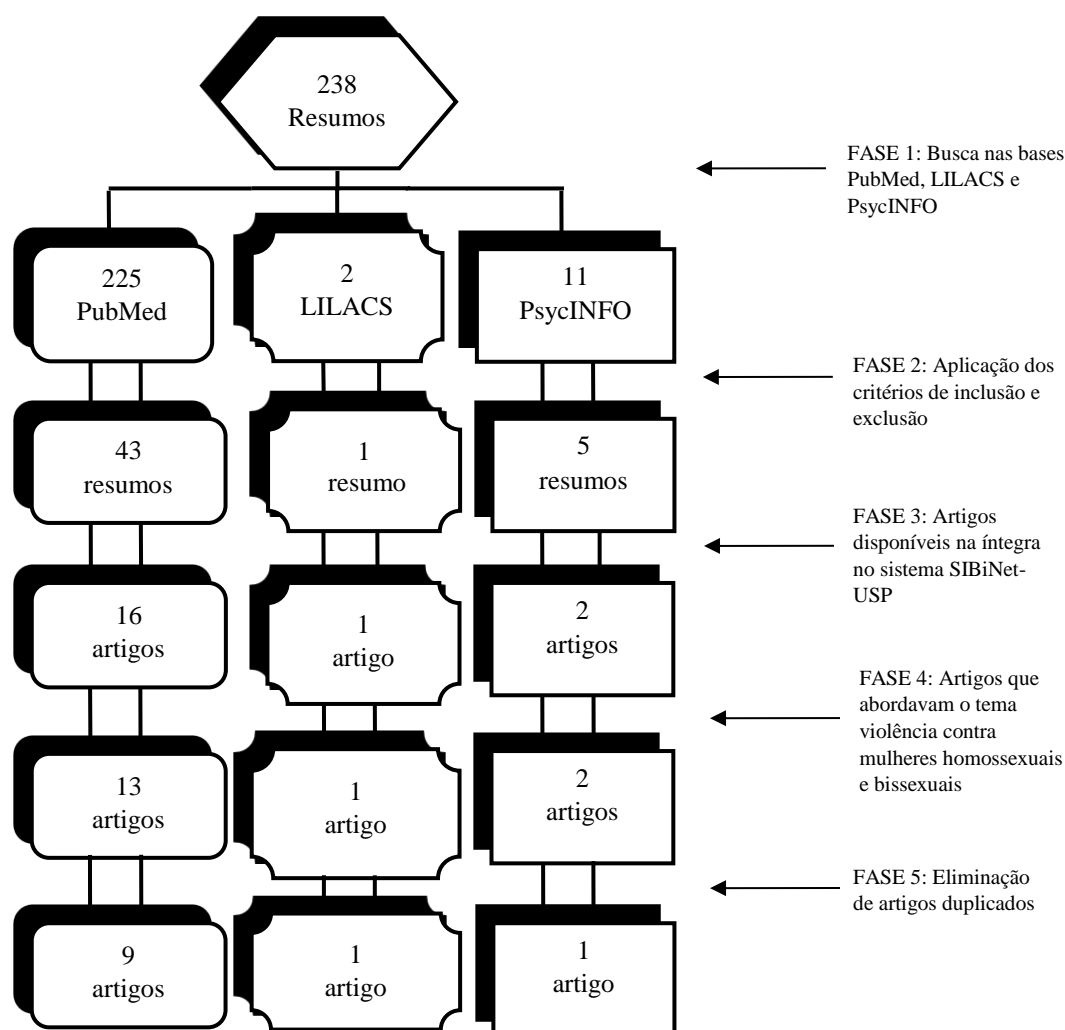 238
Resumos
FASE 1: Busca nas bases
PubMed, LILACS e
PsycINFO
225
PubMed
2
LILACS
11
PsycINFO
FASE 2: Aplicação dos
critérios de inclusão e
exclusão
43
resumos
1
resumo
5
resumos
FASE 3: Artigos
disponíveis na íntegra
no sistema SIBiNet-
USP
16
artigos
1
artigo
2
artigos
FASE 4: Artigos que
abordavam o tema
violência contra
mulheres homossexuais
e bissexuais
13
artigos
1
artigo
2
artigos
FASE 5: Eliminação
de artigos duplicados
9
artigos
1
artigo
1
artigo